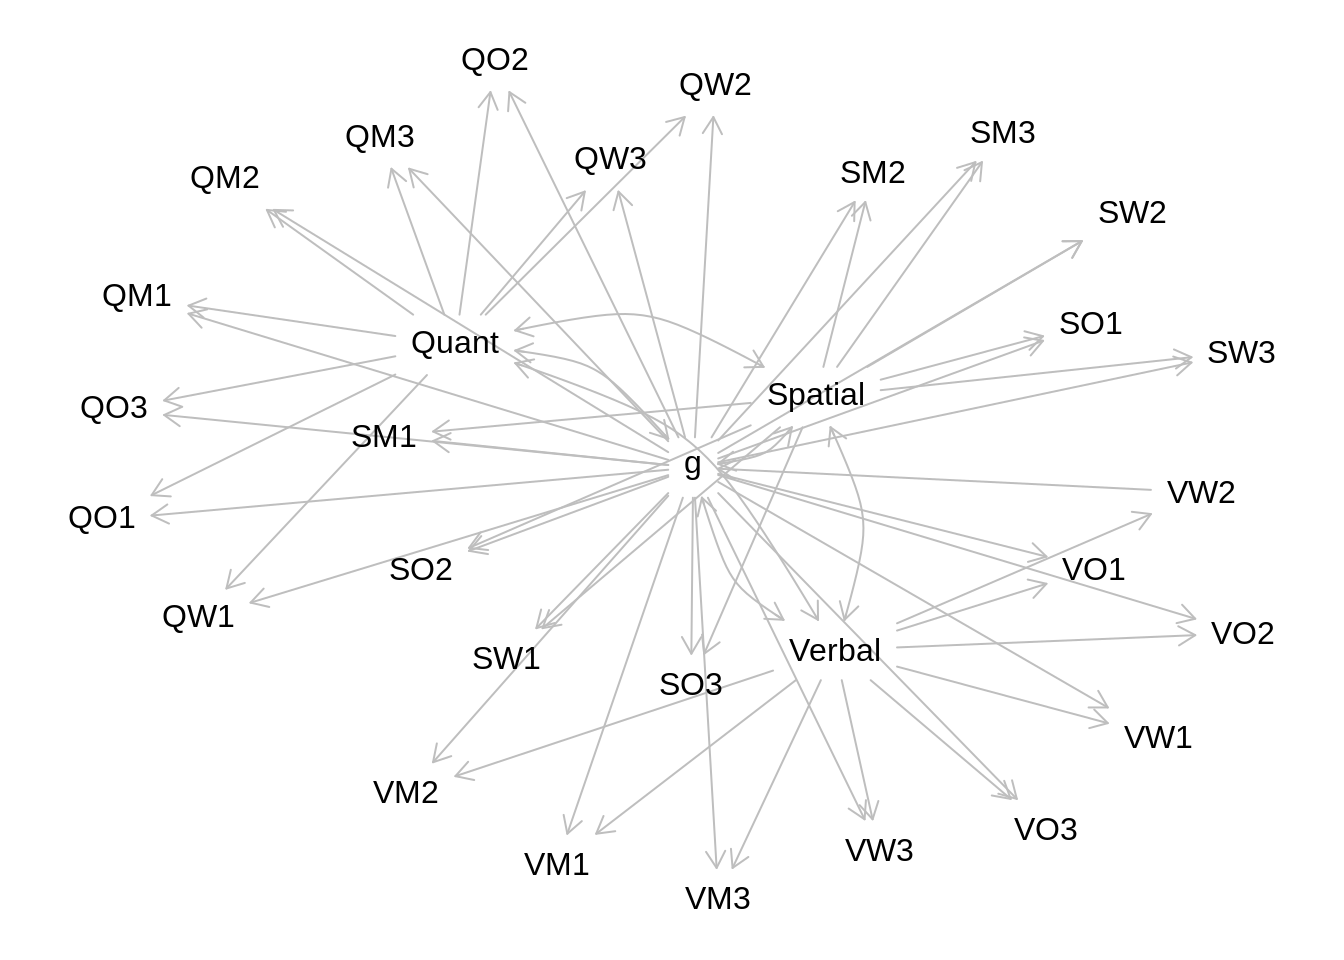 QO2
QW2
SM3
QM3
QW3
SM2
QM2
SW2
QM1
SO1
Quant
SW3
Spatial
QO3
SM1
g
VW2
QO1
SO2
VO1
QW1
VO2
Verbal
SW1
SO3
VW1
VM2
VO3
VW3
VM1
VM3